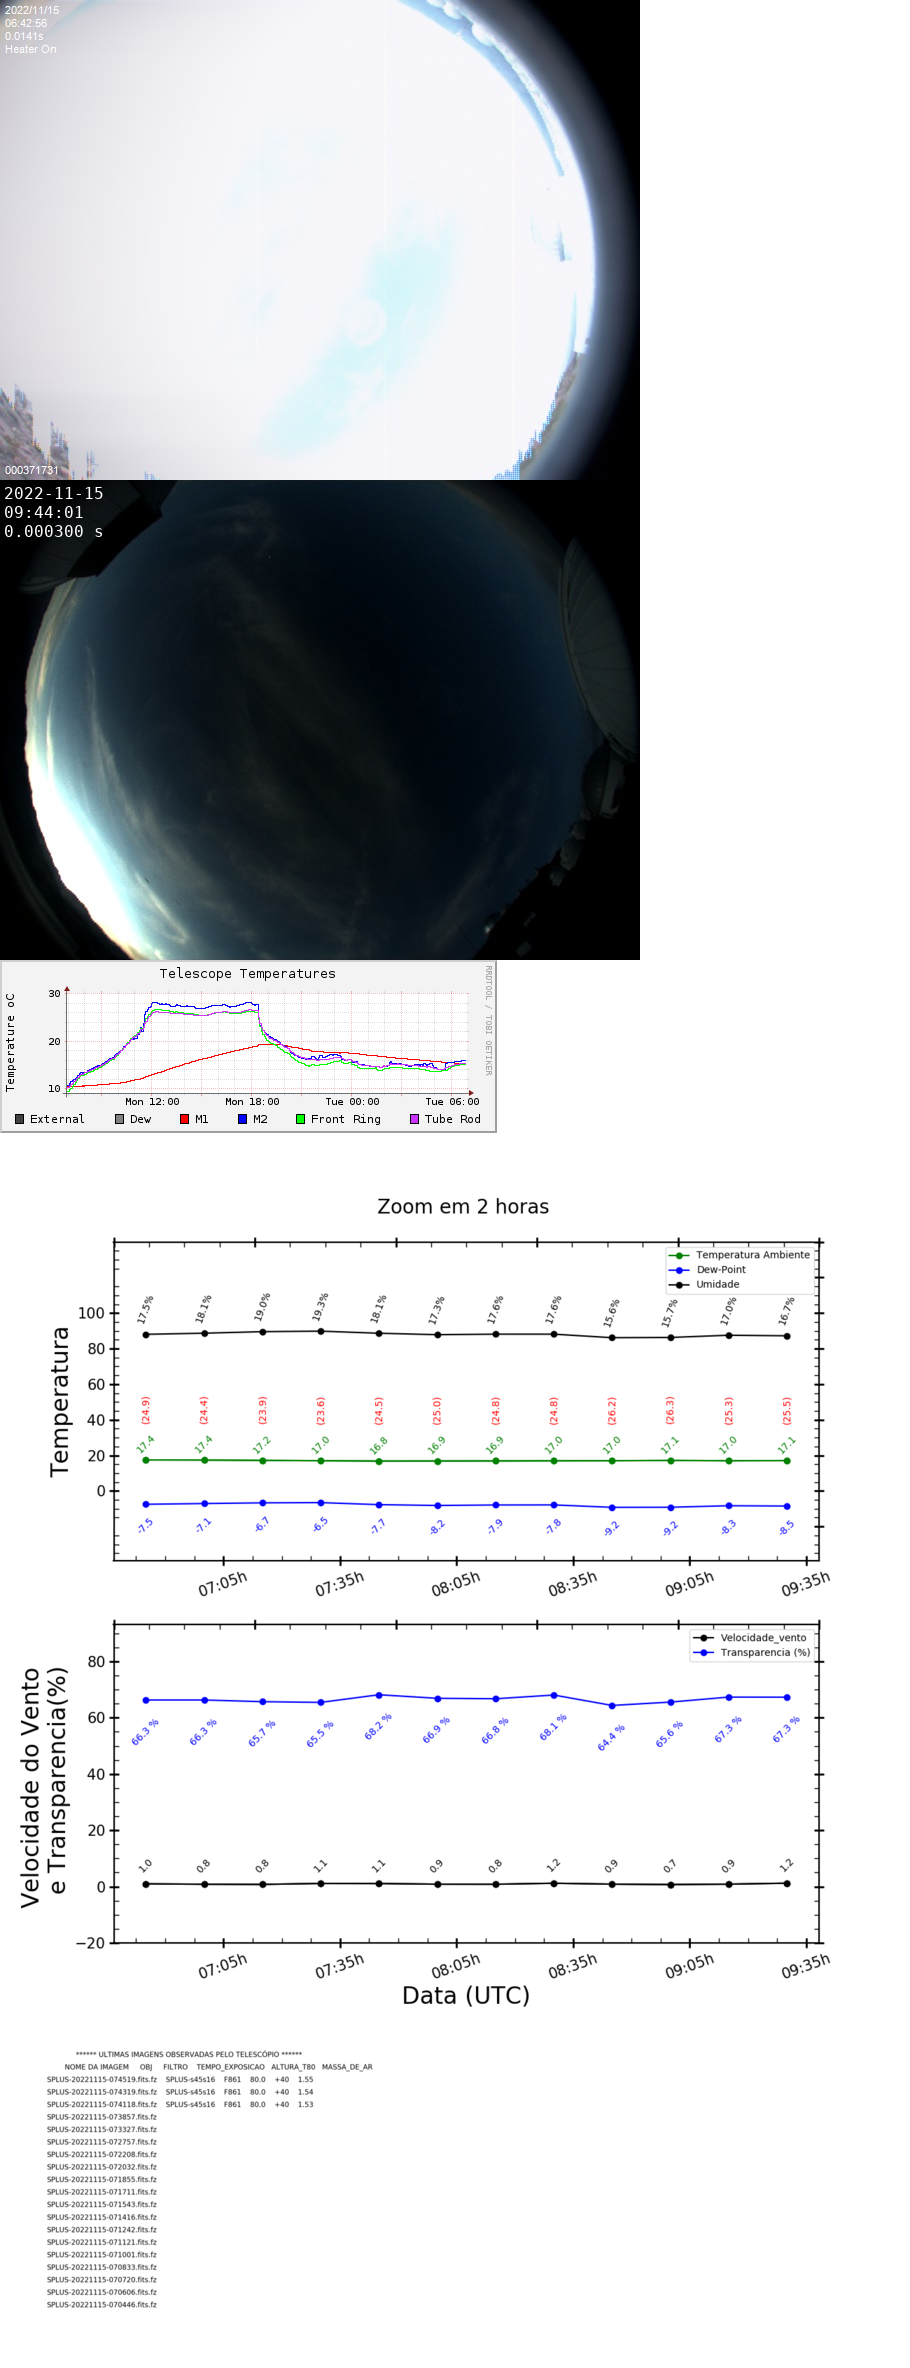 2022/11/15
06:42:56
0.0141s
Heater On
000371731
2022-11-15
09:44:01
0.000300 s
Telescope Temperatures
RRDTOOL / TOBI OETIKER
Temperature oC
30
20
10
Mon 12:00 Mon 18:00 Tue 00:00 Tue 06:00
External Dew M1 M2 Front Ring Tube Rod
Zoom em 2 horas
Temperatura Ambiente
Dew-Point
Umidade
Temperatura
100
80
60
40
20
0
17.5% 18.1% 19.0% 19.3% 18.1% 17.3% 17.6% 17.6% 15.6% 15.7% 17.0% 16.7%
(24.9) (24.4) (23.9) (23.6) (24.5) (25.0) (24.8) (24.8) (26.2) (26.3) (25.3) (25.5)
17.4 17.4 17.2 17.0 16.8 16.9 16.9 17.0 17.0 17.1 17.0 17.1
-7.5 -7.1 -6.7 -6.5 -7.7 -8.2 -7.9 -7.8 -9.2 -9.2 -8.3 -8.5
07:05h 07:35h 08:05h 08:35h 09:05h 09:35h
Velocidade_vento
Transparencia (%)
Velocidade do Vento
e Transparencia(%)
80
60
40
20
0
−20
66.3 % 66.3 % 65.7 % 65.5 % 68.2 % 66.9 % 66.8 % 68.1 % 64.4 % 65.6 % 67.3 % 67.3 %
1.0 0.8 0.8 1.1 1.1 0.9 0.8 1.2 0.9 0.7 0.9 1.2
07:05h 07:35h 08:05h 08:35h 09:05h 09:35h
Data (UTC)
****** ULTIMAS IMAGENS OBSERVADAS PELO TELESCÓPIO ******
NOME DA IMAGEM OBJ FILTRO TEMPO_EXPOSICAO ALTURA_T80 MASSA_DE_AR
SPLUS-20221115-074519.fits.fz SPLUS-s45s16 F861 80.0 +40 1.55
SPLUS-20221115-074319.fits.fz SPLUS-s45s16 F861 80.0 +40 1.54
SPLUS-20221115-074118.fits.fz SPLUS-s45s16 F861 80.0 +40 1.53
SPLUS-20221115-073857.fits.fz
SPLUS-20221115-073327.fits.fz
SPLUS-20221115-072757.fits.fz
SPLUS-20221115-072208.fits.fz
SPLUS-20221115-072032.fits.fz
SPLUS-20221115-071855.fits.fz
SPLUS-20221115-071711.fits.fz
SPLUS-20221115-071543.fits.fz
SPLUS-20221115-071416.fits.fz
SPLUS-20221115-071242.fits.fz
SPLUS-20221115-071121.fits.fz
SPLUS-20221115-071001.fits.fz
SPLUS-20221115-070833.fits.fz
SPLUS-20221115-070720.fits.fz
SPLUS-20221115-070606.fits.fz
SPLUS-20221115-070446.fits.fz